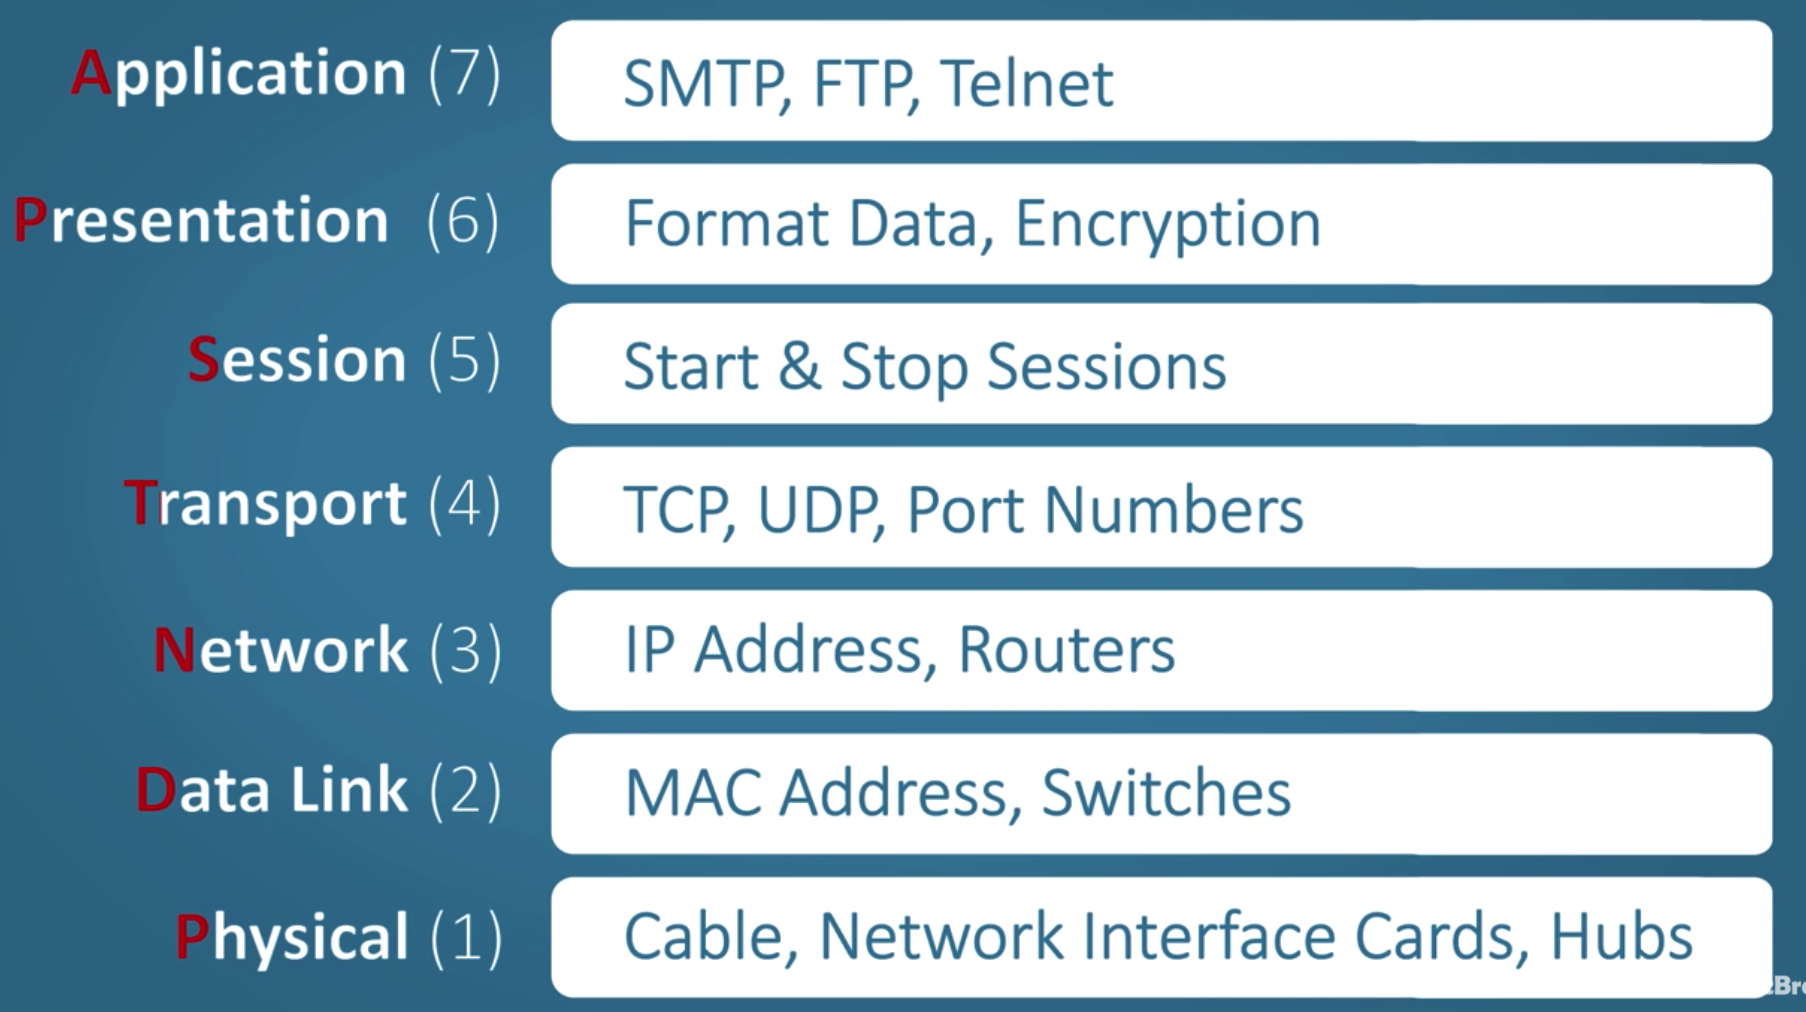 Application (7)
SMTP, FTP, Telnet
Presentation (6)
Format Data, Encryption
Session (5)
Start & Stop Sessions
Transport (4)
TCP, UDP, Port Numbers
Network (3)
IP Address, Routers
Data Link (2)
MAC Address, Switches
Physical (1)
Cable, Network Interface Cards, Hubs